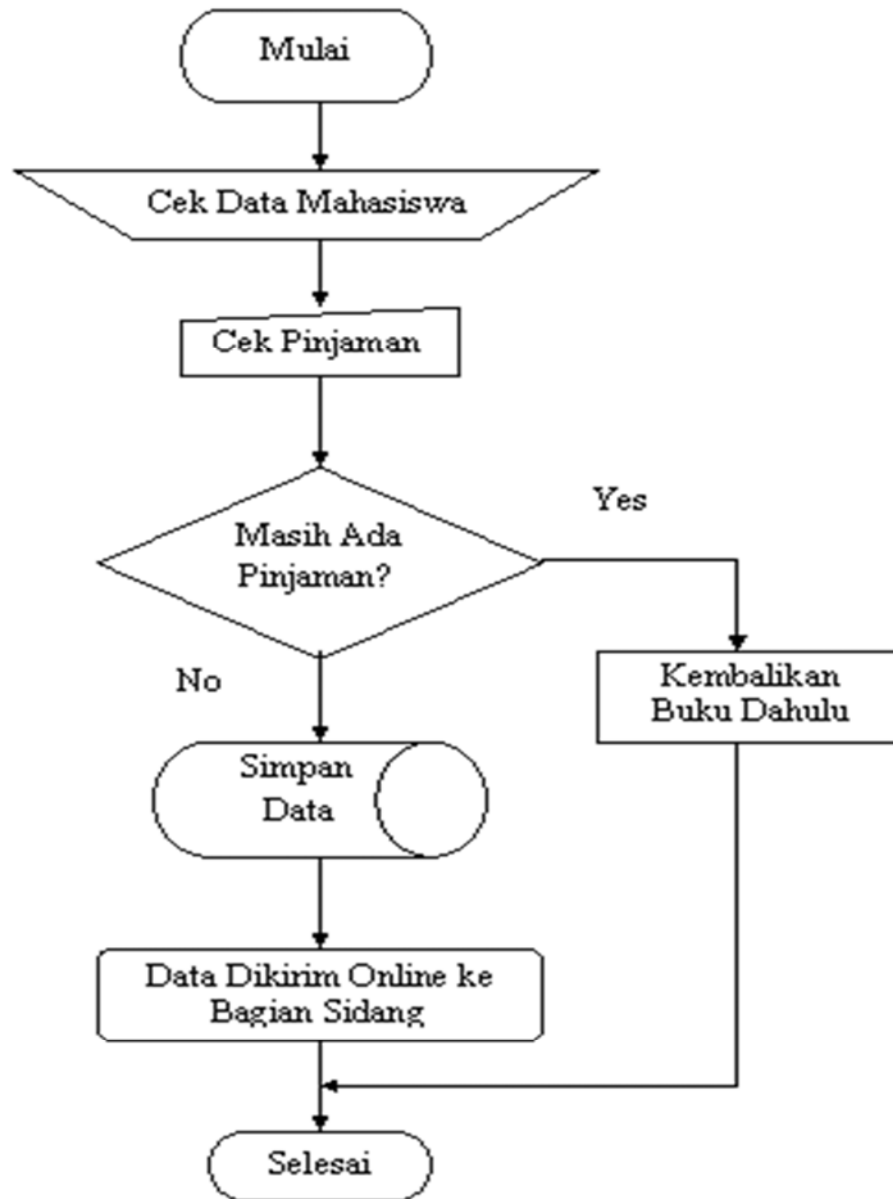 Mulai
Cek Data Mahasiswa
Cek Pinjaman
Masih Ada
Pinjaman?
Yes
No
Kembalikan
Buku Dahulu
Simpan
Data
Data Dikirim Online ke
Bagian Sidang
Selesai